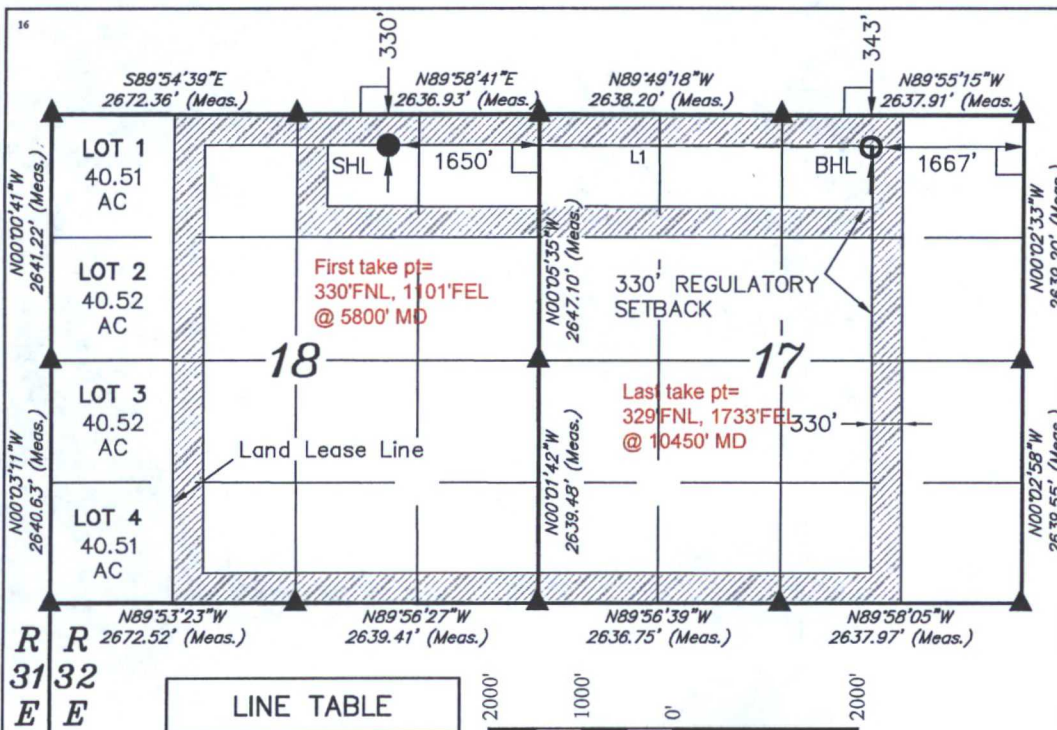 16
330'
343'
S89°54'39"E
2672.36' (Meas.)
N89°58'41"E
2636.93' (Meas.)
N89°49'18"W
2638.20' (Meas.)
N89°55'15"W
2637.91' (Meas.)
LOT 1
40.51
AC
SHL
1650'
L1
BHL
1667'
N00°00'41"W
2641.22' (Meas.)
N00°05'35"W
2647.10' (Meas.)
N00°02'33"W
(Meas.)
LOT 2
40.52
AC
First take pt=
330'FNL, 1101'FEL
@ 5800' MD
330' REGULATORY
SETBACK
18
17
LOT 3
40.52
AC
Last take pt=
329'FNL, 1733'FEL
@ 10450' MD
330'
Land Lease Line
N00°03'11"W
2640.63' (Meas.)
N00°01'42"W
2639.48' (Meas.)
N00°02'58"W
(Meas.)
LOT 4
40.51
AC
N89°53'23"W
2672.52' (Meas.)
N89°56'27"W
2639.41' (Meas.)
N89°56'39"W
2636.75' (Meas.)
N89°58'05"W
2637.97' (Meas.)
R R
31 32
E E
LINE TABLE
2000'
1000'
0'
2000'